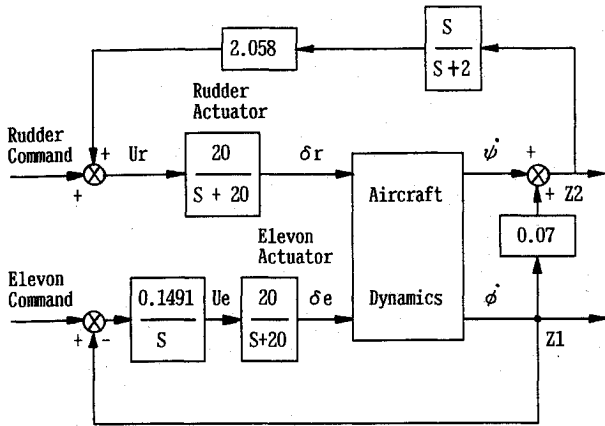 S
S+2
2.058
Rudder
Actuator
Rudder
Command
+
+
Ur
20
S + 20
δr
Aircraft
Dynamics
ψ̇
+
+
Z2
0.07
Elevon
Actuator
Elevon
Command
+
-
0.1491
S
Ue
20
S+20
δe
ϕ̇
Z1